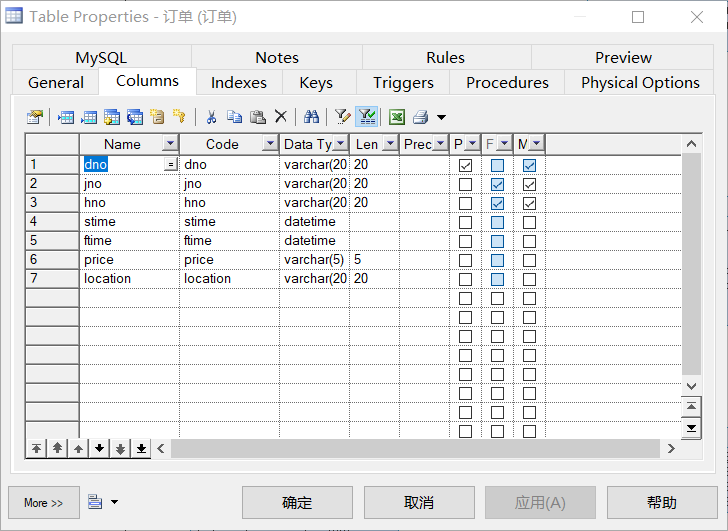 Table Properties - 订单 (订单)
MySQL Notes Rules Preview
General Columns Indexes Keys Triggers Procedures Physical Options
Name Code Data Ty Len Prec P F M
1 dno = dno varchar(20 20
2 jno jno varchar(20 20
3 hno hno varchar(20 20
4 stime stime datetime
5 ftime ftime datetime
6 price price varchar(5) 5
7 location location varchar(20 20
More >> 确定 取消 应用(A) 帮助